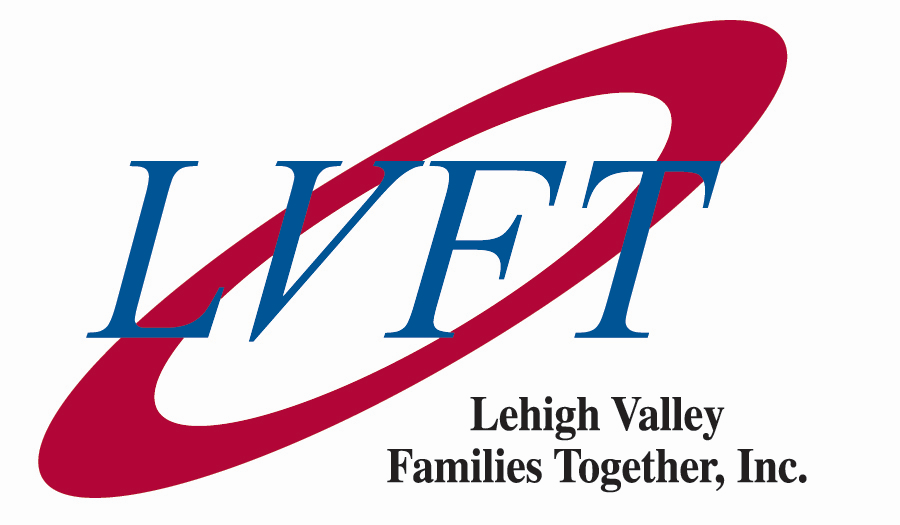 LVFT
Lehigh Valley
Families Together, Inc.